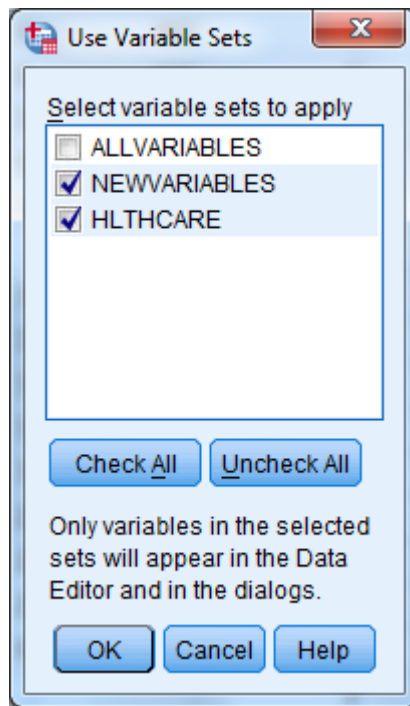 Use Variable Sets
Select variable sets to apply
ALLVARIABLES
NEWVARIABLES
HLTHCARE
Check All
Uncheck All
Only variables in the selected
sets will appear in the Data
Editor and in the dialogs.
OK
Cancel
Help